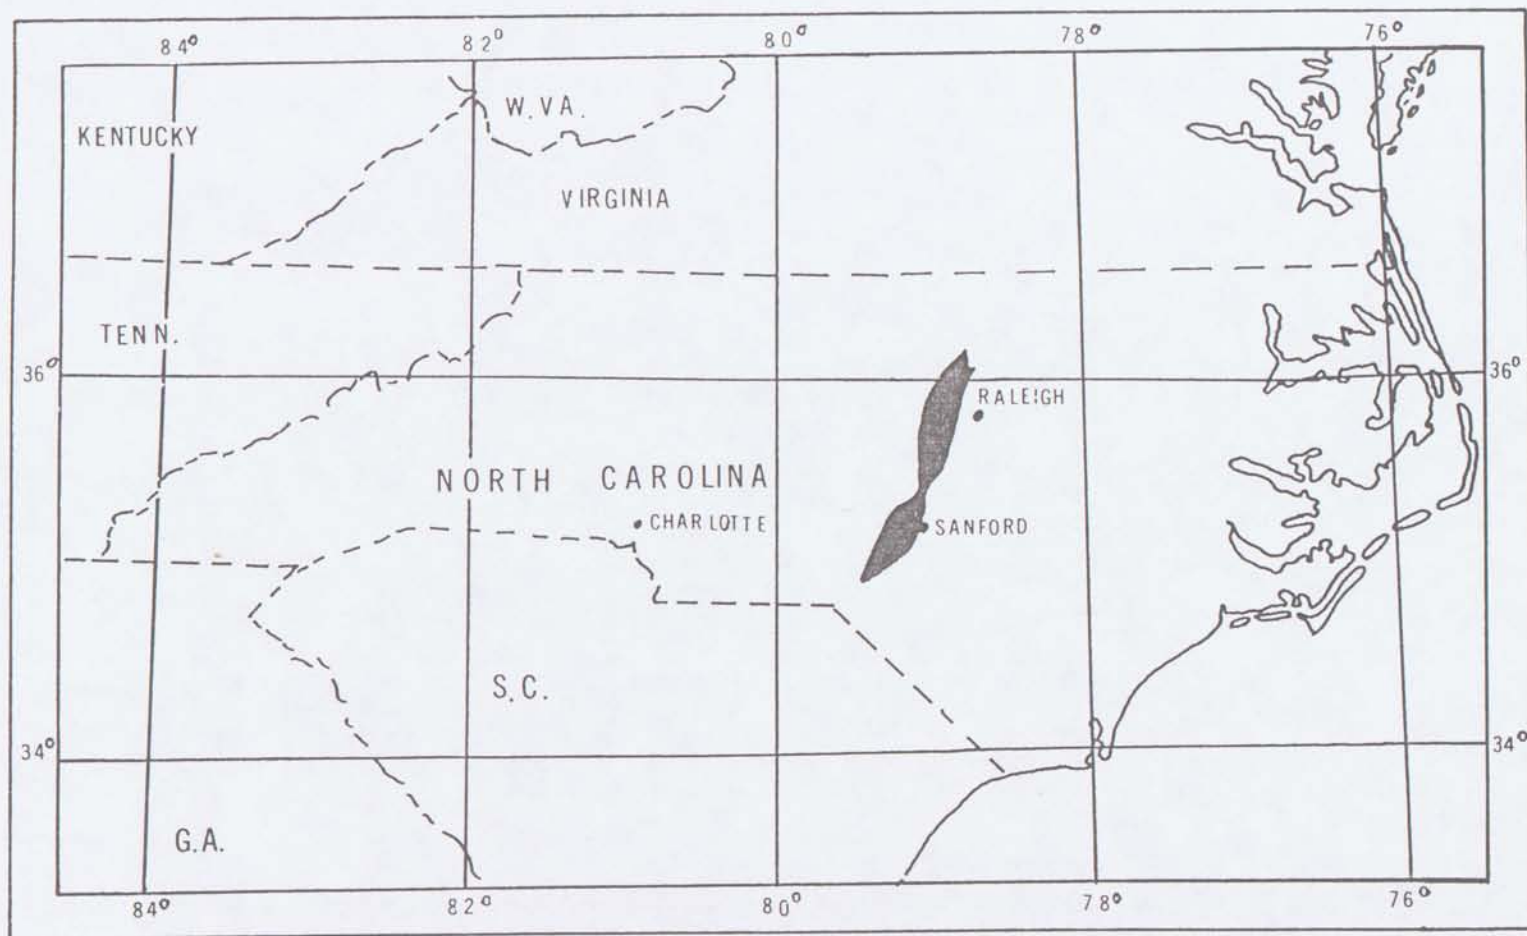 84° 82° 80° 78° 76°
W.VA.
KENTUCKY
VIRGINIA
TENN.
36° 36°
RALEIGH
NORTH CAROLINA
CHARLOTTE SANFORD
S.C.
34° 34°
G.A.
84° 82° 80° 78° 76°